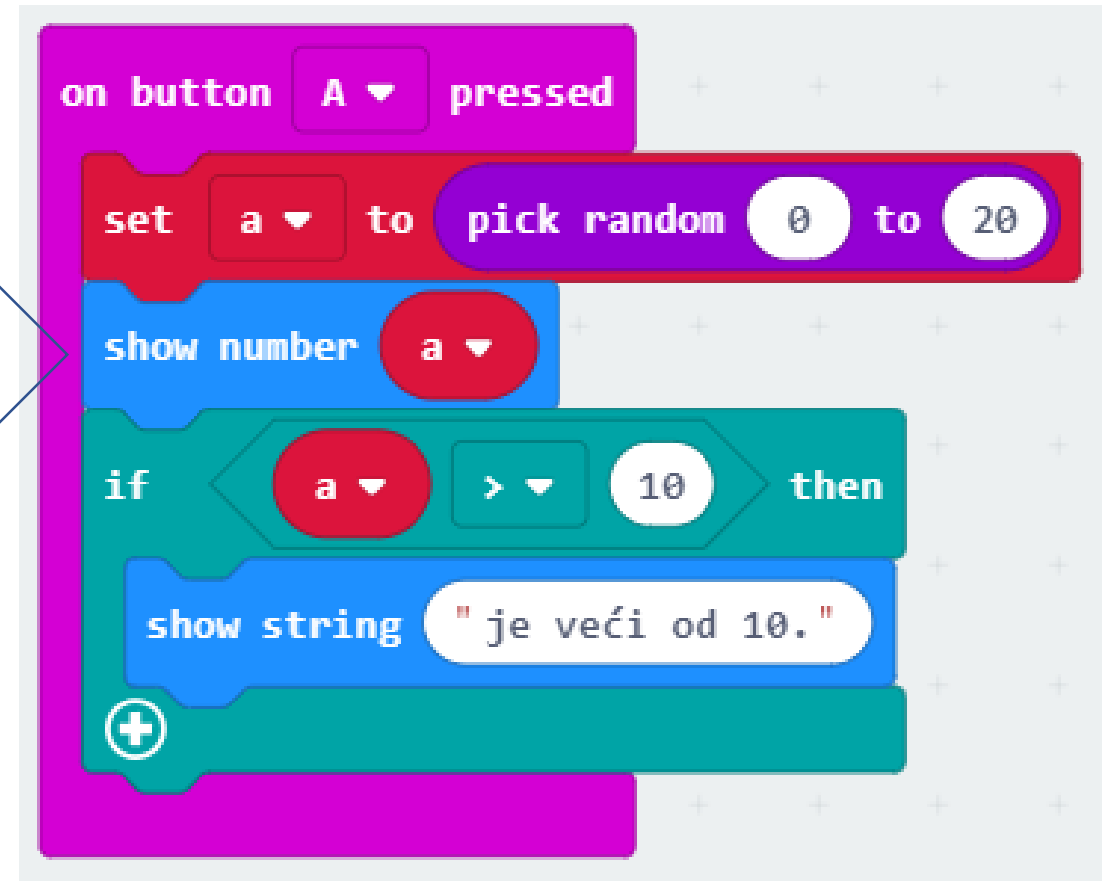 on button A pressed
set a to pick random 0 to 20
show number a
if a > 10 then
show string "je veći od 10."